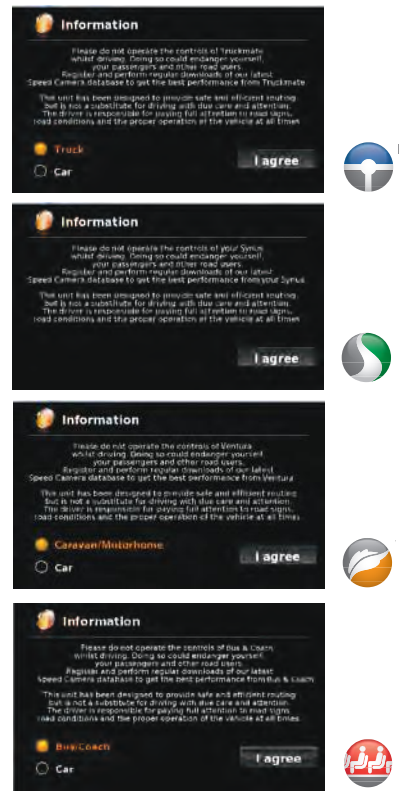 Information
Please do not operate the controls of Truckmate
whilst driving. Doing so could endanger yourself,
your passengers and other road users.
Register and perform regular downloads of our latest
Speed Camera database to get the best performance from Truckmate
This unit has been designed to provide safe and efficient routing
but is not a substitute for driving with due care and attention.
The driver is responsible for paying full attention to road signs,
road conditions and the proper operation of the vehicle at all times
Truck
I agree
Car
Information
Please do not operate the controls of your Syrius
whilst driving. Doing so could endanger yourself,
your passengers and other road users.
Register and perform regular downloads of our latest
Speed Camera database to get the best performance from your Syrius
This unit has been designed to provide safe and efficient routing
but is not a substitute for driving with due care and attention.
The driver is responsible for paying full attention to road signs,
road conditions and the proper operation of the vehicle at all times
I agree
Information
Please do not operate the controls of Ventura
whilst driving. Doing so could endanger yourself,
your passengers and other road users.
Register and perform regular downloads of our latest
Speed Camera database to get the best performance from Ventura
This unit has been designed to provide safe and efficient routing
but is not a substitute for driving with due care and attention.
The driver is responsible for paying full attention to road signs,
road conditions and the proper operation of the vehicle at all times
Caravan/Motorhome
I agree
Car
Information
Please do not operate the controls of Bus & Coach
whilst driving. Doing so could endanger yourself,
your passengers and other road users.
Register and perform regular downloads of our latest
Speed Camera database to get the best performance from Bus & Coach
This unit has been designed to provide safe and efficient routing
but is not a substitute for driving with due care and attention.
The driver is responsible for paying full attention to road signs,
road conditions and the proper operation of the vehicle at all times
Bus/Coach
I agree
Car